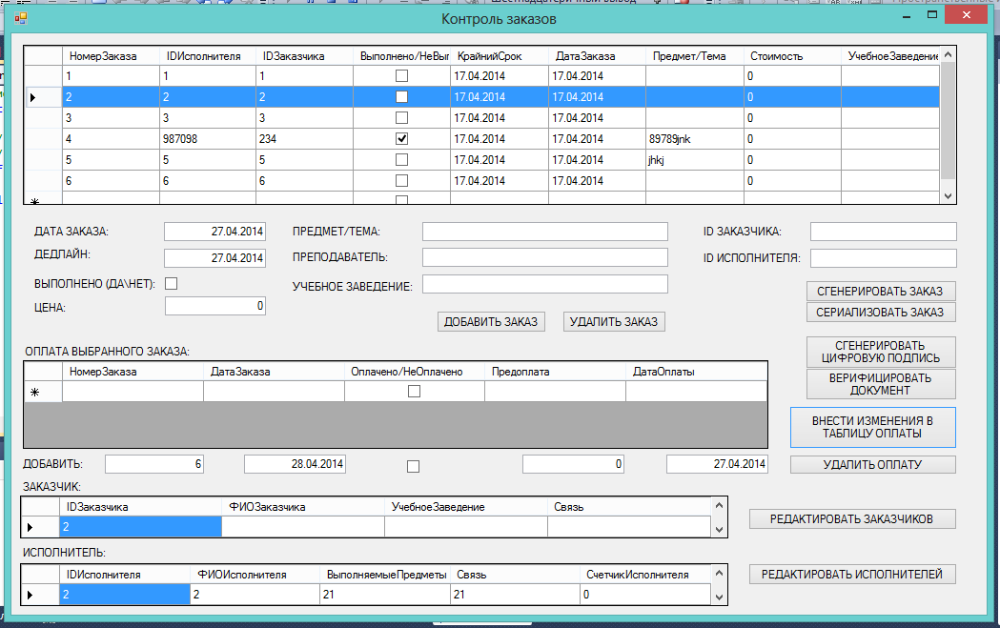 Контроль заказов
НомерЗаказа IDИсполнителя IDЗаказчика Выполнено/НеВып КрайнийСрок ДатаЗаказа Предмет/Тема Стоимость УчебноеЗаведение
1 1 1 17.04.2014 17.04.2014 0
2 2 2 17.04.2014 17.04.2014 0
3 3 3 17.04.2014 17.04.2014 0
4 987098 234 17.04.2014 17.04.2014 89789jnk 0
5 5 5 17.04.2014 17.04.2014 jhkj 0
6 6 6 17.04.2014 17.04.2014 0
ДАТА ЗАКАЗА: 27.04.2014 ПРЕДМЕТ/ТЕМА: ID ЗАКАЗЧИКА:
ДЕДЛАЙН: 27.04.2014 ПРЕПОДАВАТЕЛЬ: ID ИСПОЛНИТЕЛЯ:
ВЫПОЛНЕНО (ДА\НЕТ): УЧЕБНОЕ ЗАВЕДЕНИЕ:
СГЕНЕРИРОВАТЬ ЗАКАЗ
ЦЕНА: 0
СЕРИАЛИЗОВАТЬ ЗАКАЗ
ДОБАВИТЬ ЗАКАЗ УДАЛИТЬ ЗАКАЗ
ОПЛАТА ВЫБРАННОГО ЗАКАЗА:
СГЕНЕРИРОВАТЬ
ЦИФРОВУЮ ПОДПИСЬ
НомерЗаказа ДатаЗаказа Оплачено/НеОплачено Предоплата ДатаОплаты
ВЕРИФИЦИРОВАТЬ
ДОКУМЕНТ
ВНЕСТИ ИЗМЕНЕНИЯ В
ТАБЛИЦУ ОПЛАТЫ
ДОБАВИТЬ: 6 28.04.2014 0 27.04.2014 УДАЛИТЬ ОПЛАТУ
ЗАКАЗЧИК:
IDЗаказчика ФИОЗаказчика УчебноеЗаведение Связь
2
РЕДАКТИРОВАТЬ ЗАКАЗЧИКОВ
ИСПОЛНИТЕЛЬ:
IDИсполнителя ФИОИсполнителя ВыполняемыеПредметы Связь СчетчикИсполнителя
2 2 21 21 0
РЕДАКТИРОВАТЬ ИСПОЛНИТЕЛЕЙ